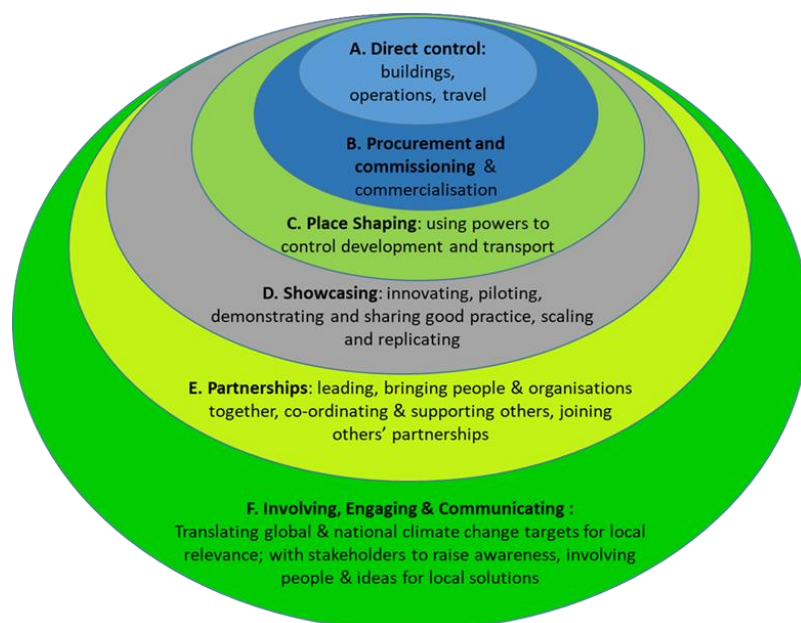 A. Direct control:
buildings,
operations, travel
B. Procurement and
commissioning &
commercialisation
C. Place Shaping: using powers to
control development and transport
D. Showcasing: innovating, piloting,
demonstrating and sharing good practice, scaling
and replicating
E. Partnerships: leading, bringing people & organisations
together, co-ordinating & supporting others, joining
others’ partnerships
F. Involving, Engaging & Communicating :
Translating global & national climate change targets for local
relevance; with stakeholders to raise awareness, involving
people & ideas for local solutions